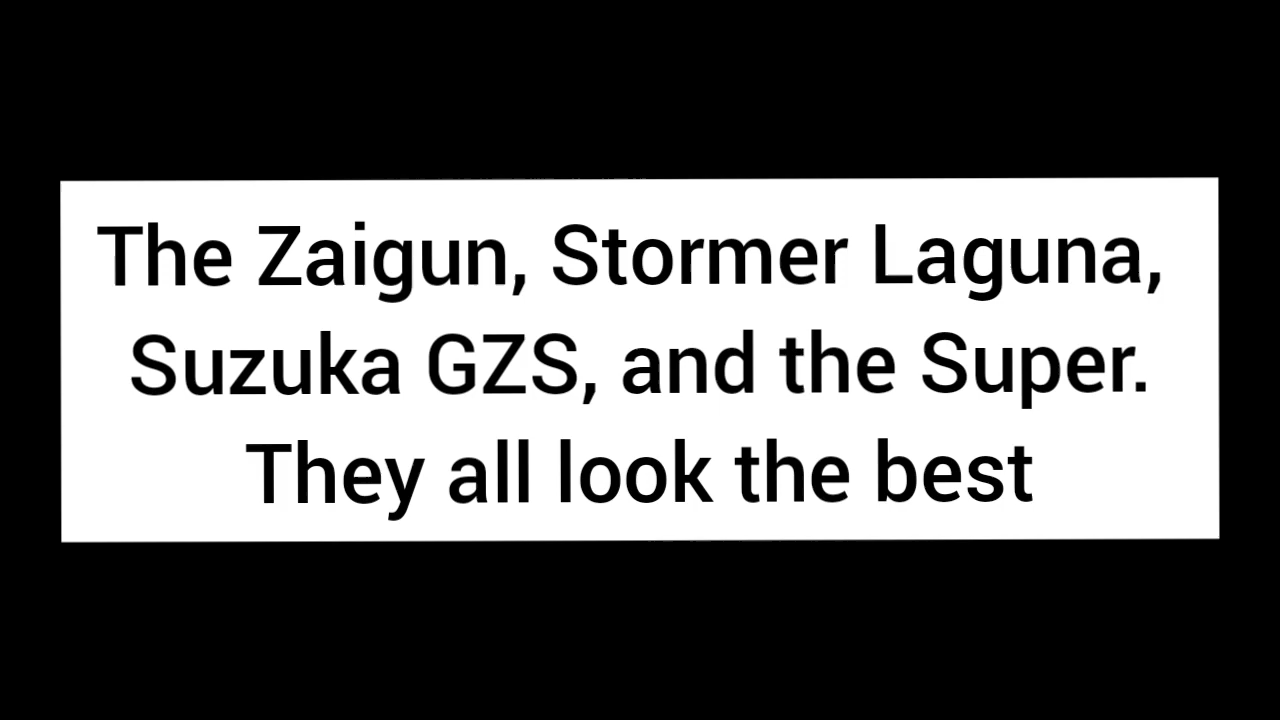 The Zaigun, Stormer Laguna,
Suzuka GZS, and the Super.
They all look the best